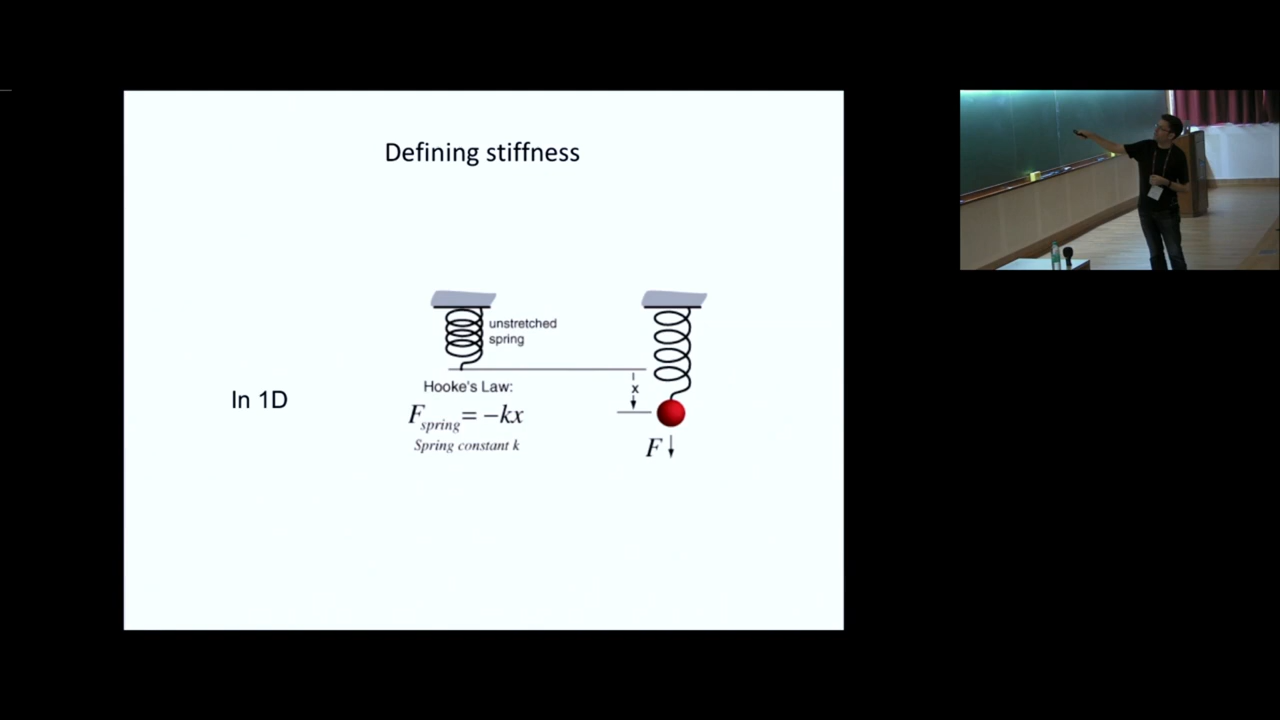 Defining stiffness
unstretched
spring
Hooke's Law:
x
In 1D
F_spring = −kx
Spring constant k
F↓